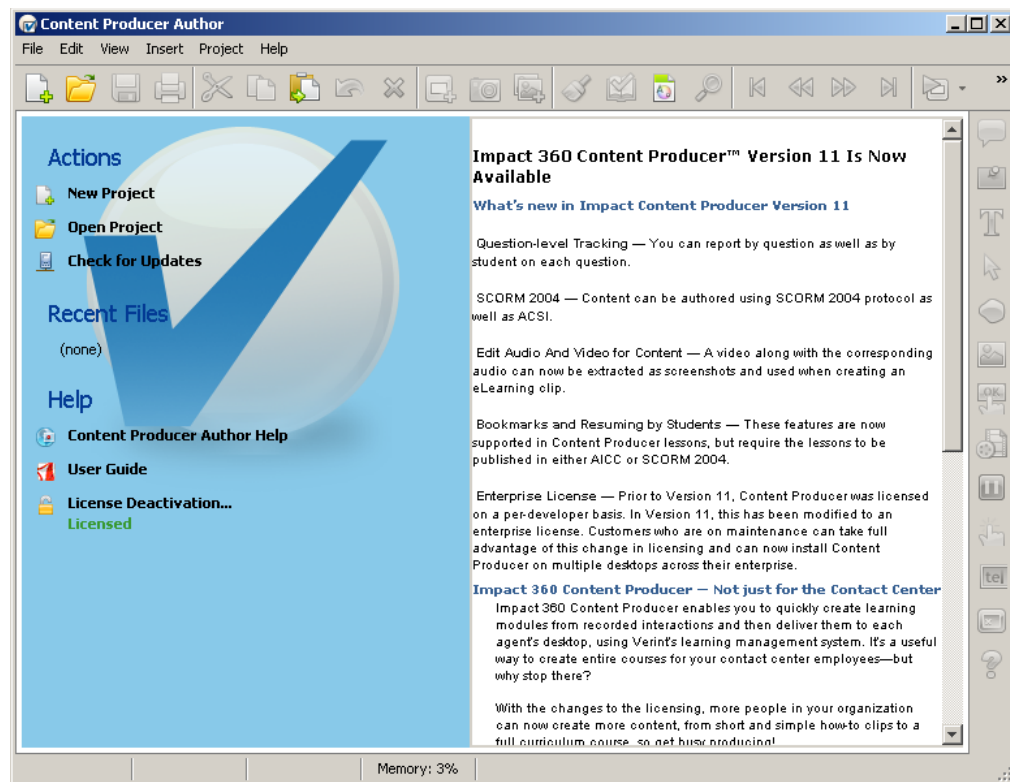 Content Producer Author
File Edit View Insert Project Help
»
Actions
New Project
Open Project
Check for Updates
Recent Files
(none)
Help
Content Producer Author Help
User Guide
License Deactivation...
Licensed
Impact 360 Content Producer™ Version 11 Is Now
Available
What's new in Impact Content Producer Version 11
Question-level Tracking — You can report by question as well as by
student on each question.
SCORM 2004 — Content can be authored using SCORM 2004 protocol as
well as ACSI.
Edit Audio And Video for Content — A video along with the corresponding
audio can now be extracted as screenshots and used when creating an
eLearning clip.
Bookmarks and Resuming by Students — These features are now
supported in Content Producer lessons, but require the lessons to be
published in either AICC or SCORM 2004.
Enterprise License — Prior to Version 11, Content Producer was licensed
on a per-developer basis. In Version 11, this has been modified to an
enterprise license. Customers who are on maintenance can take full
advantage of this change in licensing and can now install Content
Producer on multiple desktops across their enterprise.
Impact 360 Content Producer — Not just for the Contact Center
Impact 360 Content Producer enables you to quickly create learning
modules from recorded interactions and then deliver them to each
agent's desktop, using Verint's learning management system. It's a useful
way to create entire courses for your contact center employees—but
why stop there?
With the changes to the licensing, more people in your organization
can now create more content, from short and simple how-to clips to a
full curriculum course, so get busy producing!
T
OK
te
Memory: 3%